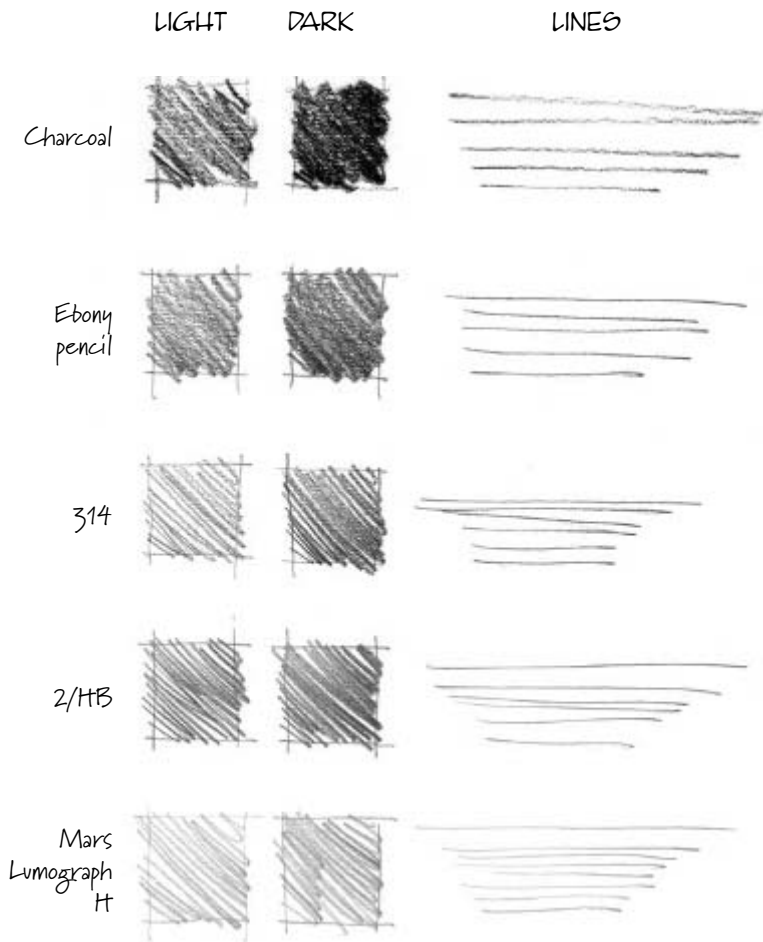 LIGHT DARK LINES
Charcoal
Ebony
pencil
314
2/HB
Mars
Lumograph
H